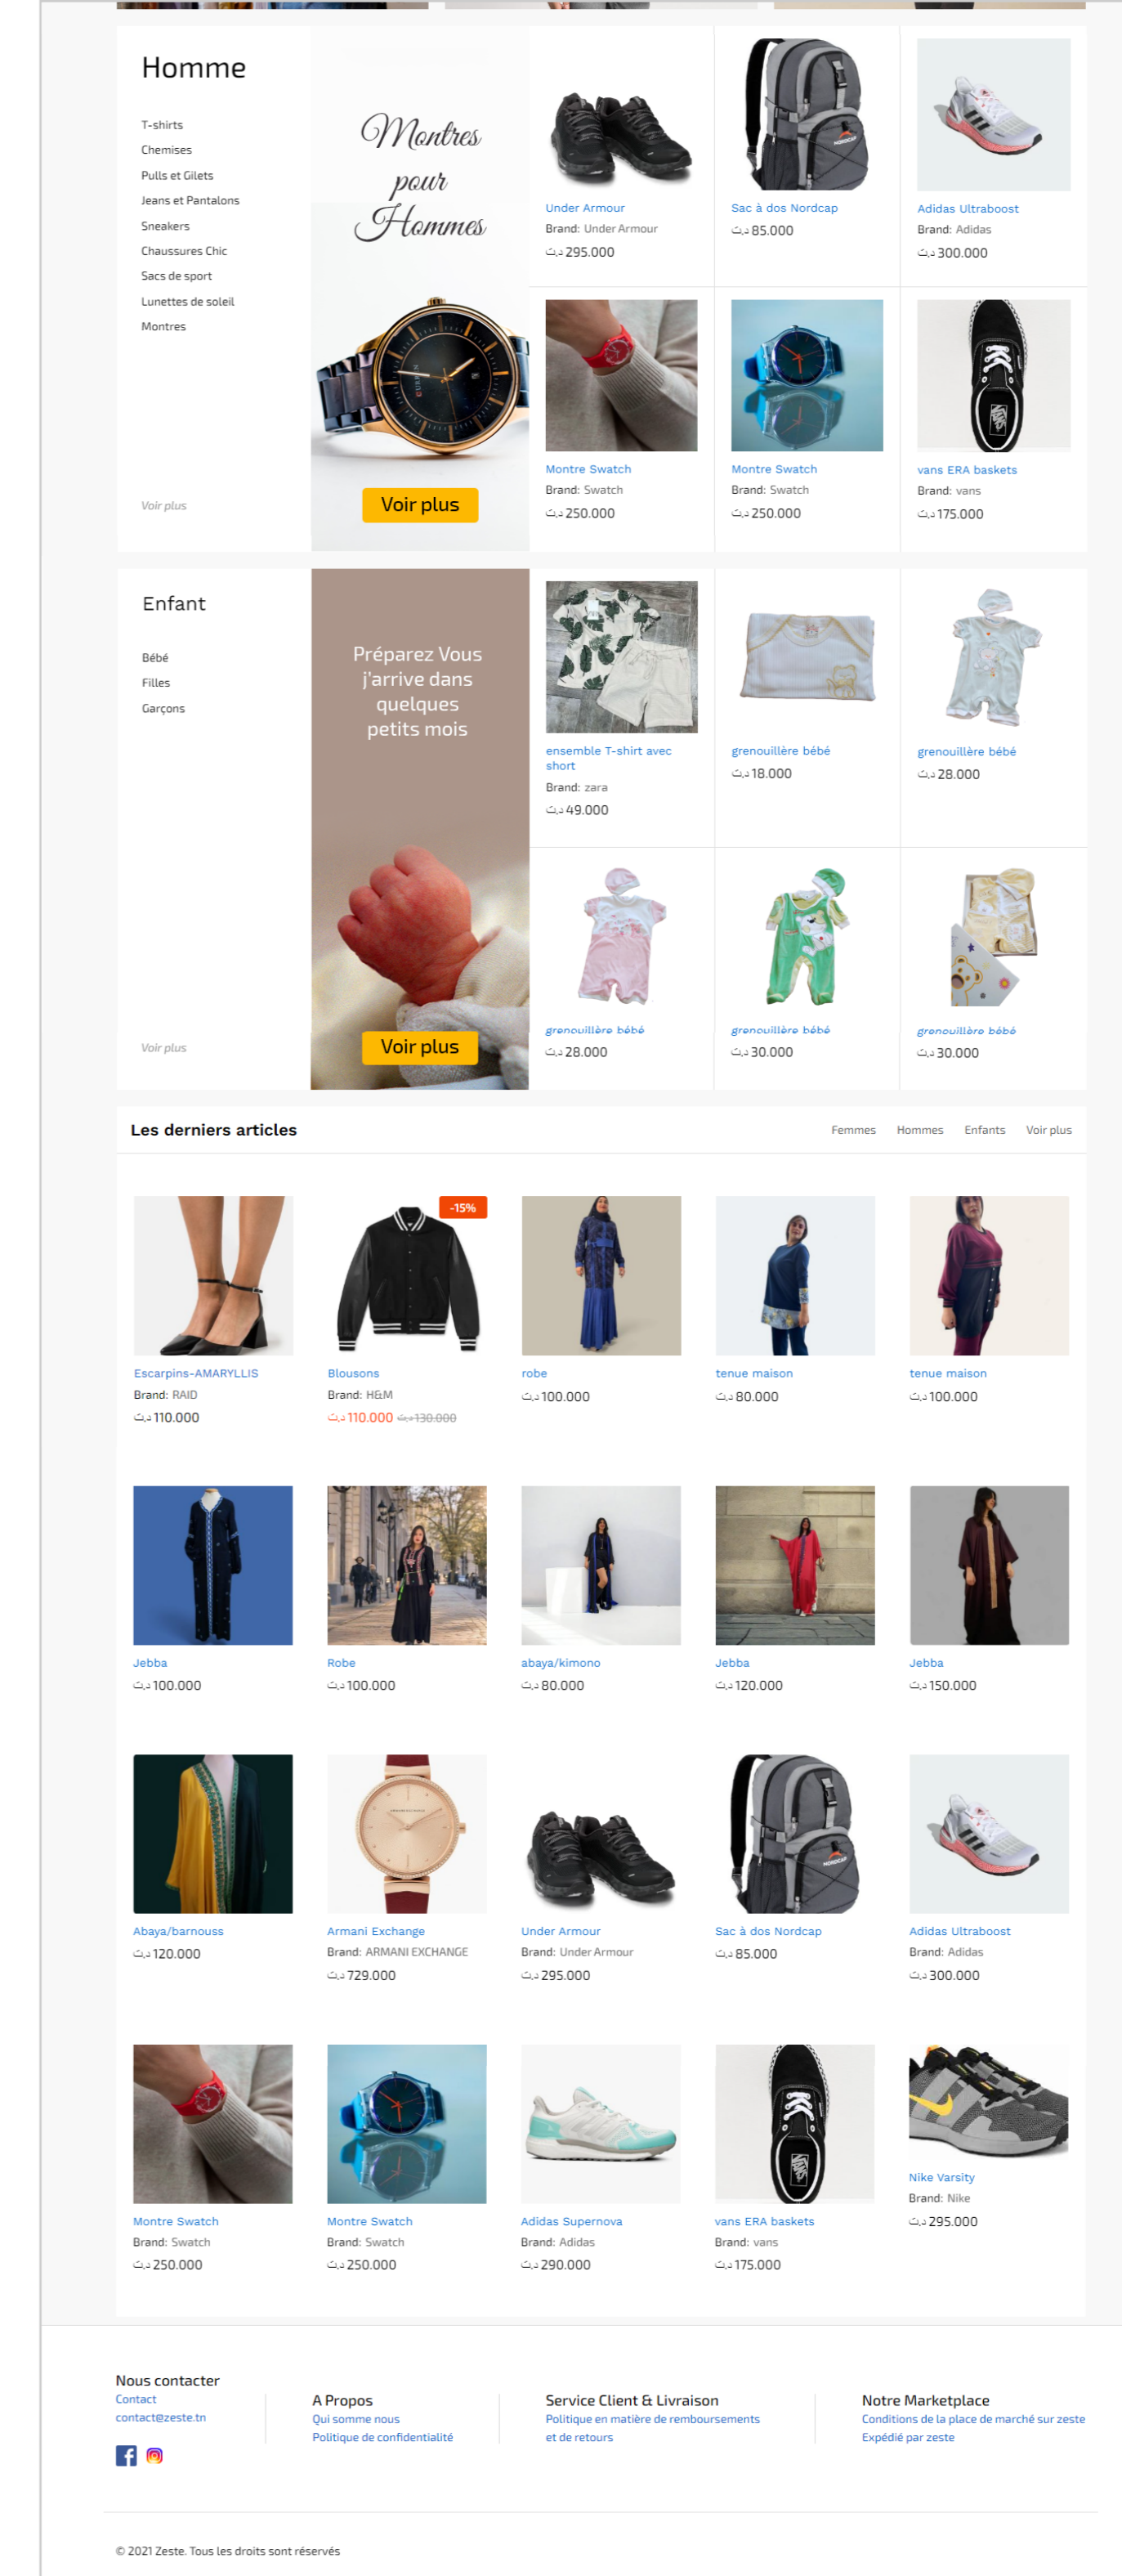 Homme
T-shirts
Chemises
Pulls et Gilets
Jeans et Pantalons
Sneakers
Chaussures Chic
Sacs de sport
Lunettes de soleil
Montres
Voir plus
Montres
pour
Hommes
CURREN
Voir plus
Under Armour
Brand: Under Armour
د.ت 295.000
NORDCAP
Sac à dos Nordcap
د.ت 85.000
Adidas Ultraboost
Brand: Adidas
د.ت 300.000
Montre Swatch
Brand: Swatch
د.ت 250.000
Montre Swatch
Brand: Swatch
د.ت 250.000
VANS
vans ERA baskets
Brand: vans
د.ت 175.000
Enfant
Bébé
Filles
Garçons
Voir plus
Préparez Vous
j'arrive dans
quelques
petits mois
Voir plus
ensemble T-shirt avec
short
Brand: zara
د.ت 49.000
grenouillère bébé
د.ت 18.000
grenouillère bébé
د.ت 28.000
grenouillère bébé
د.ت 28.000
grenouillère bébé
د.ت 30.000
grenouillère bébé
د.ت 30.000
Les derniers articles
Femmes Hommes Enfants Voir plus
Escarpins-AMARYLLIS
Brand: RAID
د.ت 110.000
-15%
Blousons
Brand: H&M
د.ت 110.000 د.ت 130.000
robe
د.ت 100.000
tenue maison
د.ت 80.000
tenue maison
د.ت 100.000
Jebba
د.ت 100.000
Robe
د.ت 100.000
abaya/kimono
د.ت 80.000
Jebba
د.ت 120.000
Jebba
د.ت 150.000
Abaya/barnouss
د.ت 120.000
Armani Exchange
Brand: ARMANI EXCHANGE
د.ت 729.000
Under Armour
Brand: Under Armour
د.ت 295.000
NORDCAP
Sac à dos Nordcap
د.ت 85.000
Adidas Ultraboost
Brand: Adidas
د.ت 300.000
Montre Swatch
Brand: Swatch
د.ت 250.000
Montre Swatch
Brand: Swatch
د.ت 250.000
Adidas Supernova
Brand: Adidas
د.ت 290.000
VANS
vans ERA baskets
Brand: vans
د.ت 175.000
Nike Varsity
Brand: Nike
د.ت 295.000
Nous contacter
Contact
contact@zeste.tn
A Propos
Qui somme nous
Politique de confidentialité
Service Client & Livraison
Politique en matière de remboursements
et de retours
Notre Marketplace
Conditions de la place de marché sur zeste
Expédié par zeste
© 2021 Zeste. Tous les droits sont réservés